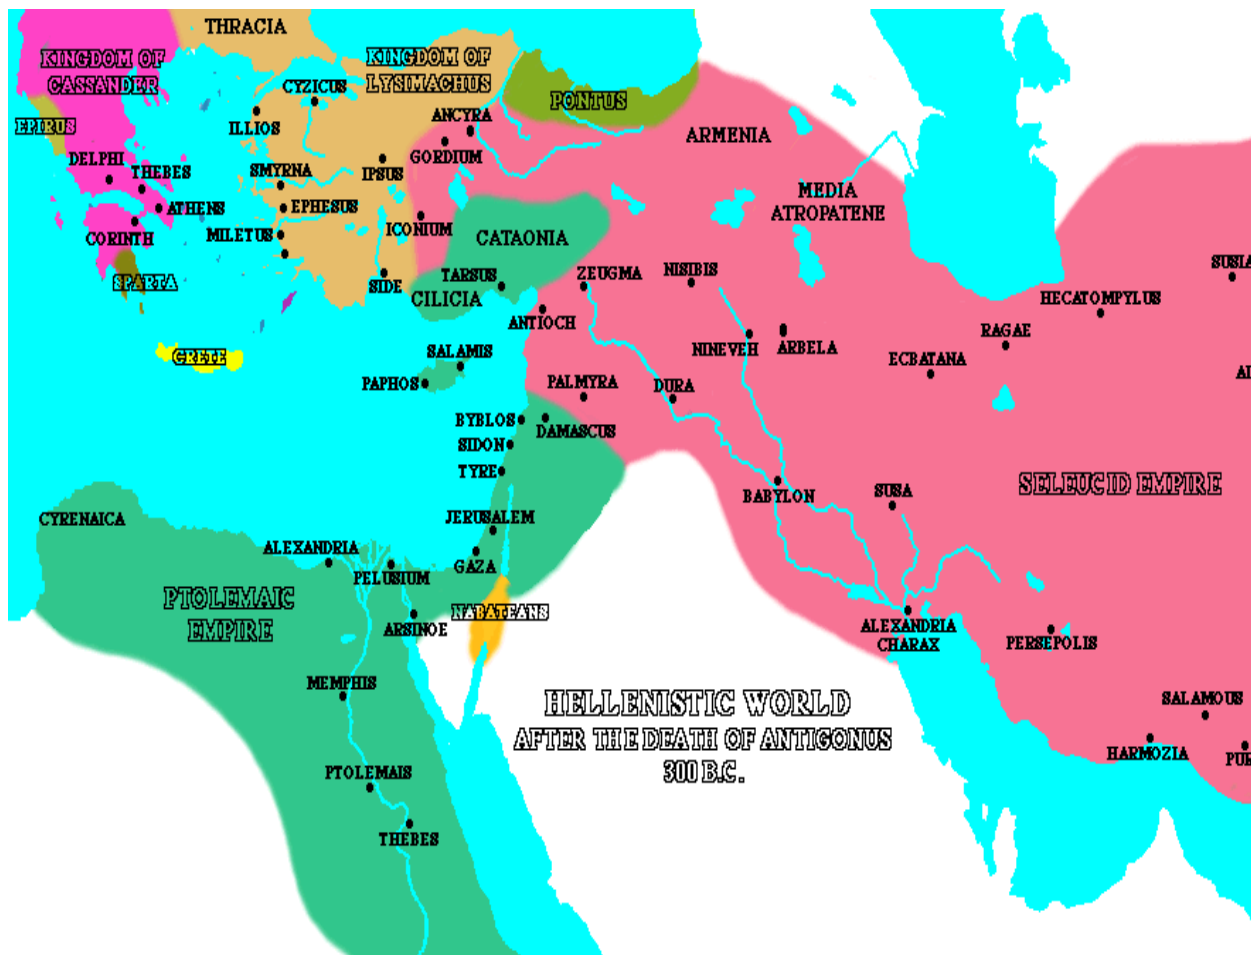 THRACIA
KINGDOM OF
CASSANDER
KINGDOM OF
LYSIMACHUS
CYZICUS
PONTUS
EPIRUS
ILLIOS
ANCYRA
ARMENIA
GORDIUM
DELPHI
THEBES
SMYRNA
IPSUS
MEDIA
ATROPATENE
ATHENS
EPHESUS
CORINTH
MILETUS
ICONIUM
CATAONIA
SPARTA
SIDE
TARSUS
CILICIA
ZEUGMA
NISIBIS
SUSIA
HECATOMPYLUS
ANTIOCH
RAGAE
NINEVEH
ARBELA
ECBATANA
CRETE
SALAMIS
PAPHOS
PALMYRA
DURA
BYBLOS
DAMASCUS
SIDON
TYRE
SELEUCID EMPIRE
BABYLON
SUSA
CYRENAICA
JERUSALEM
ALEXANDRIA
PELUSIUM
GAZA
PTOLEMAIC
EMPIRE
NABATEANS
ARSINOE
ALEXANDRIA
CHARAX
PERSEPOLIS
MEMPHIS
SALAMOUS
HELLENISTIC WORLD
AFTER THE DEATH OF ANTIGONUS
300 B.C.
HARMOZIA
PTOLEMAIS
THEBES